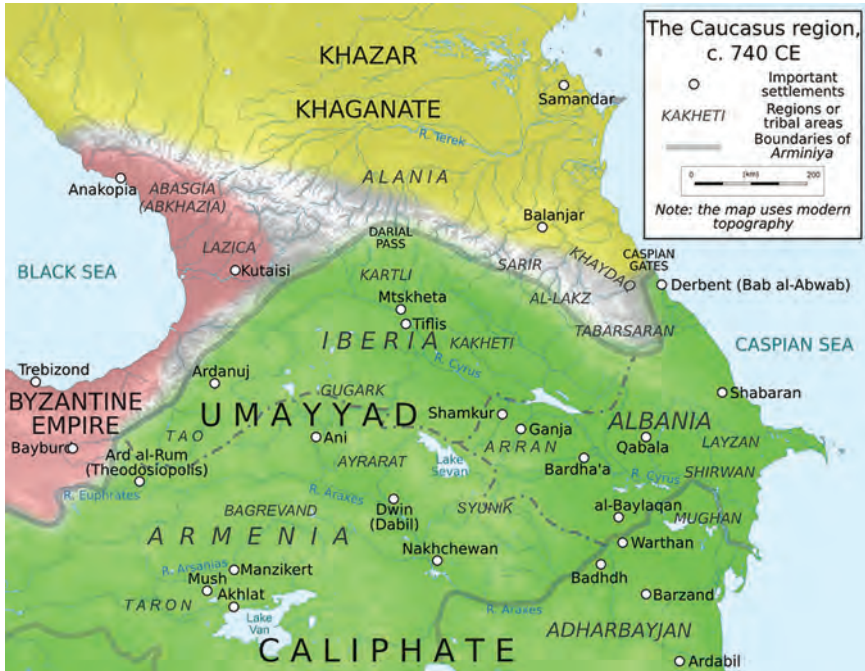 The Caucasus region,
c. 740 CE
Important
settlements
KAKHETI
Regions or
tribal areas
Boundaries of
Arminiya
0 (km) 200
Note: the map uses modern
topography
KHAZAR
KHAGANATE
Samandar
R. Terek
ALANIA
Anakopia
ABASGIA
(ABKHAZIA)
Balanjar
LAZICA
DARIAL
PASS
SARIR
KHAYDAQ
CASPIAN
GATES
BLACK SEA
Kutaisi
KARTLI
Derbent (Bab al-Abwab)
AL-LAKZ
Mtskheta
Tiflis
TABARSARAN
IBERIA
KAKHETI
CASPIAN SEA
R. Cyrus
Trebizond
Ardanuj
GUGARK
Shabaran
BYZANTINE
EMPIRE
UMAYYAD
Shamkur
ALBANIA
Bayburd
TAO
Ani
Ganja
ARRAN
Qabala
LAYZAN
Ard al-Rum
(Theodosiopolis)
AYRARAT
Lake
Sevan
Bardha'a
SHIRWAN
R. Cyrus
R. Euphrates
R. Araxes
Dwin
(Dabil)
SYUNIK
al-Baylaqan
BAGREVAND
MUGHAN
ARMENIA
Warthan
Nakhchewan
R. Arsanias
Manzikert
Badhdh
Mush
Akhlat
Barzand
TARON
R. Araxes
Lake
Van
ADHARBAYJAN
CALIPHATE
Ardabil